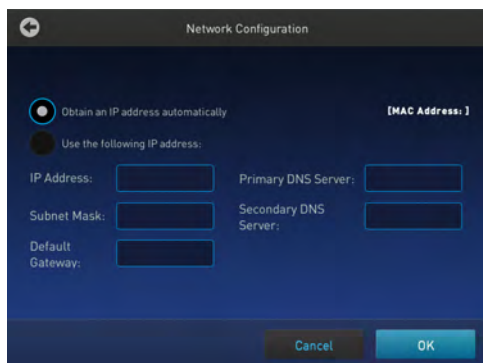 Network Configuration
Obtain an IP address automatically
[MAC Address: ]
Use the following IP address:
IP Address:
Primary DNS Server:
Subnet Mask:
Secondary DNS
Server:
Default
Gateway:
Cancel
OK